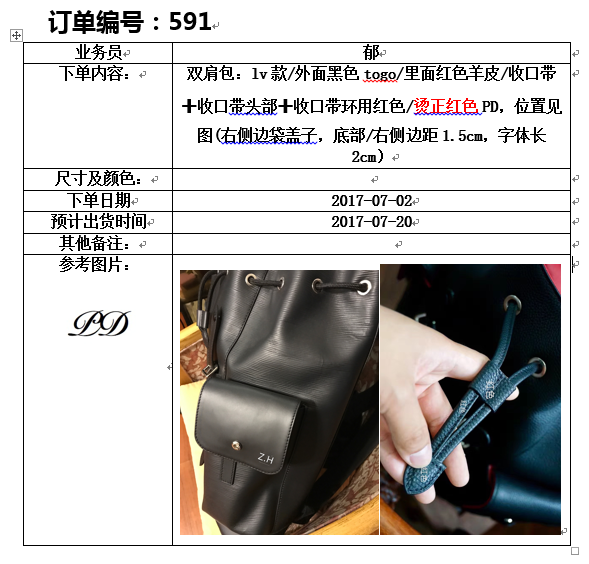 订单编号：591
业务员
郁
下单内容：
双肩包：lv款/外面黑色togo/里面红色羊皮/收口带
+收口带头部+收口带环用红色/烫正红色PD，位置见
图(右侧边袋盖子，底部/右侧边距1.5cm，字体长
2cm）
尺寸及颜色：
下单日期
2017-07-02
预计出货时间
2017-07-20
其他备注：
参考图片：
PD
Z.H